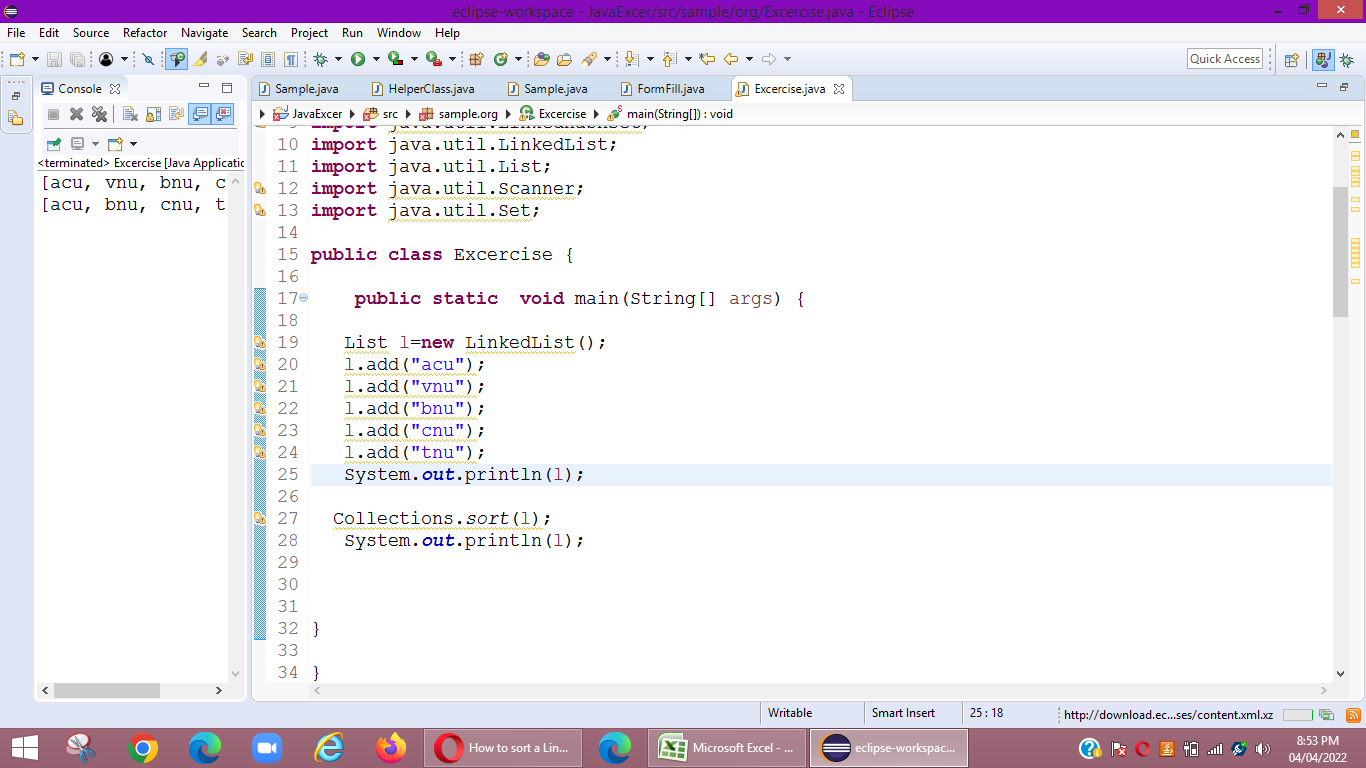 eclipse-workspace - JavaExcer/src/sample/org/Excercise.java - Eclipse
File Edit Source Refactor Navigate Search Project Run Window Help
Quick Access
Console
Sample.java HelperClass.java Sample.java FormFill.java Excercise.java
JavaExcer src sample.org Excercise main(String[]) : void
<terminated> Excercise [Java Applicatic
[acu, vnu, bnu, c
[acu, bnu, cnu, t
9 import java.util.LinkedHashSet;
10 import java.util.LinkedList;
11 import java.util.List;
12 import java.util.Scanner;
13 import java.util.Set;
14
15 public class Excercise {
16
17 public static  void main(String[] args) {
18
19 List l=new LinkedList();
20 l.add("acu");
21 l.add("vnu");
22 l.add("bnu");
23 l.add("cnu");
24 l.add("tnu");
25 System.out.println(l);
26
27 Collections.sort(l);
28 System.out.println(l);
29
30
31
32 }
33
34 }
Writable Smart Insert 25 : 18 http://download.ec...ses/content.xml.xz
How to sort a Lin... Microsoft Excel - ... eclipse-workspac...
8:53 PM
04/04/2022